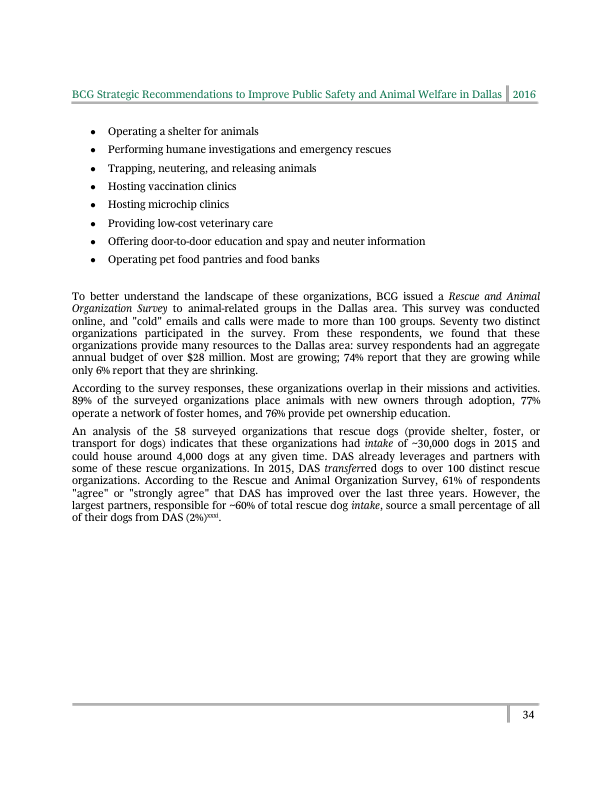 BCG Strategic Recommendations to Improve Public Safety and Animal Welfare in Dallas 2016
● Operating a shelter for animals
● Performing humane investigations and emergency rescues
● Trapping, neutering, and releasing animals
● Hosting vaccination clinics
● Hosting microchip clinics
● Providing low-cost veterinary care
● Offering door-to-door education and spay and neuter information
● Operating pet food pantries and food banks
To better understand the landscape of these organizations, BCG issued a Rescue and Animal
Organization Survey to animal-related groups in the Dallas area. This survey was conducted
online, and "cold" emails and calls were made to more than 100 groups. Seventy two distinct
organizations participated in the survey. From these respondents, we found that these
organizations provide many resources to the Dallas area: survey respondents had an aggregate
annual budget of over $28 million. Most are growing; 74% report that they are growing while
only 6% report that they are shrinking.
According to the survey responses, these organizations overlap in their missions and activities.
89% of the surveyed organizations place animals with new owners through adoption, 77%
operate a network of foster homes, and 76% provide pet ownership education.
An analysis of the 58 surveyed organizations that rescue dogs (provide shelter, foster, or
transport for dogs) indicates that these organizations had intake of ~30,000 dogs in 2015 and
could house around 4,000 dogs at any given time. DAS already leverages and partners with
some of these rescue organizations. In 2015, DAS transferred dogs to over 100 distinct rescue
organizations. According to the Rescue and Animal Organization Survey, 61% of respondents
"agree" or "strongly agree" that DAS has improved over the last three years. However, the
largest partners, responsible for ~60% of total rescue dog intake, source a small percentage of all
of their dogs from DAS (2%)xxxi.
34